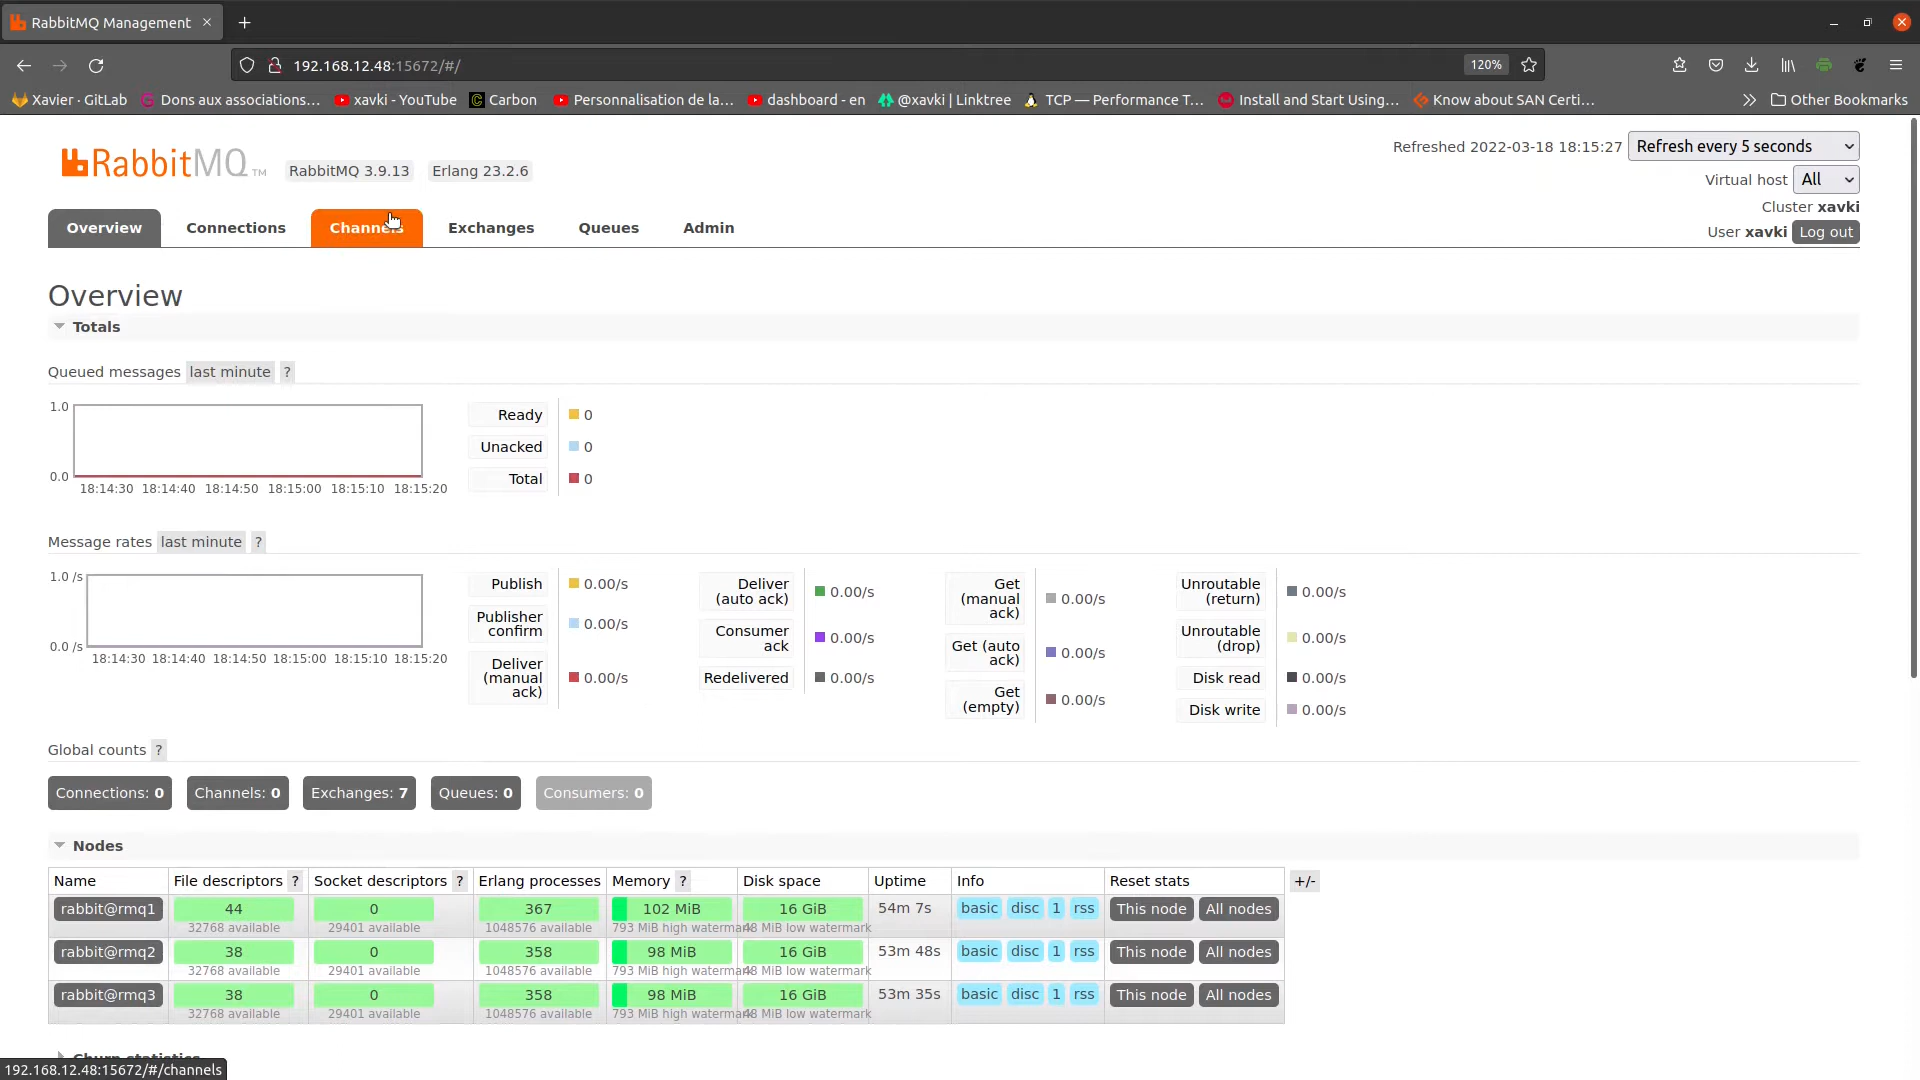 RabbitMQ Management
192.168.12.48:15672/#/
120%
Xavier · GitLab
Dons aux associations…
xavki - YouTube
Carbon
Personnalisation de la…
dashboard - en
@xavki | Linktree
TCP — Performance T…
Install and Start Using…
Know about SAN Certi…
Other Bookmarks
RabbitMQ TM
RabbitMQ 3.9.13
Erlang 23.2.6
Refreshed 2022-03-18 18:15:27
Refresh every 5 seconds
Virtual host All
Cluster xavki
User xavki Log out
Overview
Connections
Channels
Exchanges
Queues
Admin
Overview
Totals
Queued messages last minute ?
1.0
0.0
18:14:30 18:14:40 18:14:50 18:15:00 18:15:10 18:15:20
Ready 0
Unacked 0
Total 0
Message rates last minute ?
1.0 /s
0.0 /s
18:14:30 18:14:40 18:14:50 18:15:00 18:15:10 18:15:20
Publish 0.00/s
Publisher
confirm 0.00/s
Deliver
(manual
ack) 0.00/s
Deliver
(auto ack) 0.00/s
Consumer
ack 0.00/s
Redelivered 0.00/s
Get
(manual
ack) 0.00/s
Get (auto
ack) 0.00/s
Get
(empty) 0.00/s
Unroutable
(return) 0.00/s
Unroutable
(drop) 0.00/s
Disk read 0.00/s
Disk write 0.00/s
Global counts ?
Connections: 0 Channels: 0 Exchanges: 7 Queues: 0 Consumers: 0
Nodes
Name File descriptors ? Socket descriptors ? Erlang processes Memory ? Disk space Uptime Info Reset stats +/-
rabbit@rmq1 44 0 367 102 MiB 16 GiB 54m 7s basic disc 1 rss This node All nodes
32768 available 29401 available 1048576 available 793 MiB high watermark 48 MiB low watermark
rabbit@rmq2 38 0 358 98 MiB 16 GiB 53m 48s basic disc 1 rss This node All nodes
32768 available 29401 available 1048576 available 793 MiB high watermark 48 MiB low watermark
rabbit@rmq3 38 0 358 98 MiB 16 GiB 53m 35s basic disc 1 rss This node All nodes
32768 available 29401 available 1048576 available 793 MiB high watermark 48 MiB low watermark
Churn statistics
192.168.12.48:15672/#/channels